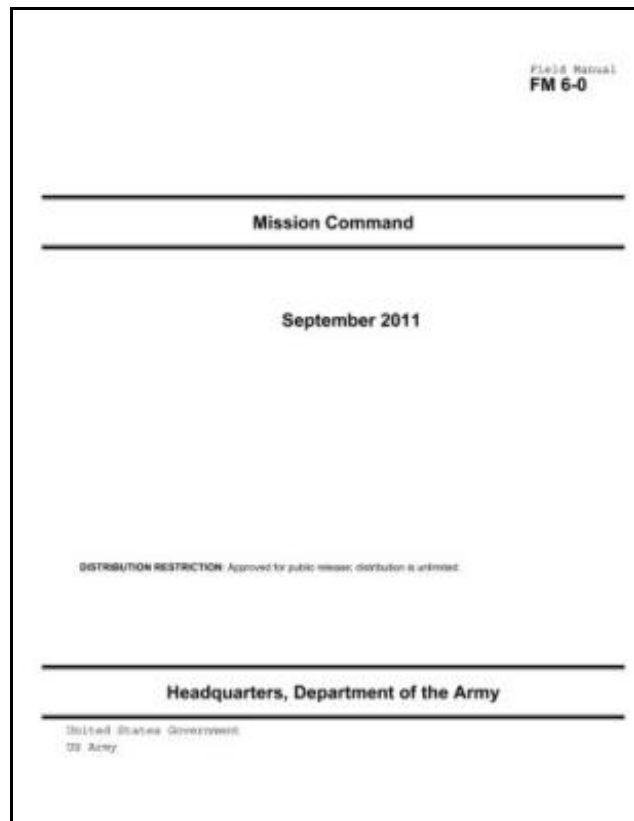 Field Manual
FM 6-0
Mission Command
September 2011
DISTRIBUTION RESTRICTION: Approved for public release; distribution is unlimited.
Headquarters, Department of the Army
United States Government
US Army